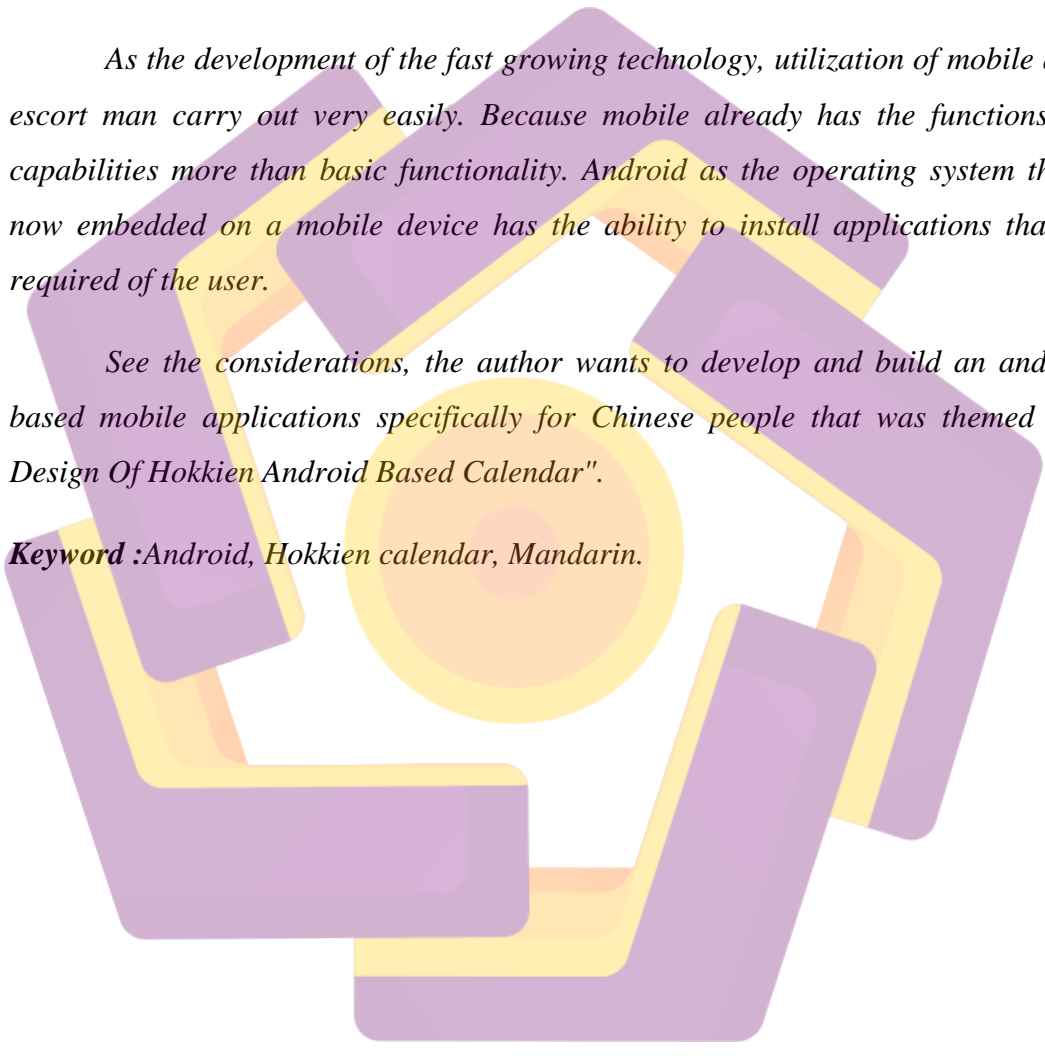 As the development of the fast growing technology, utilization of mobile
escort man carry out very easily. Because mobile already has the functions
capabilities more than basic functionality. Android as the operating system
now embedded on a mobile device has the ability to install applications
required of the user.
See the considerations, the author wants to develop and build an
based mobile applications specifically for Chinese people that was themed
Design Of Hokkien Android Based Calendar".
Keyword :Android, Hokkien calendar, Mandarin.